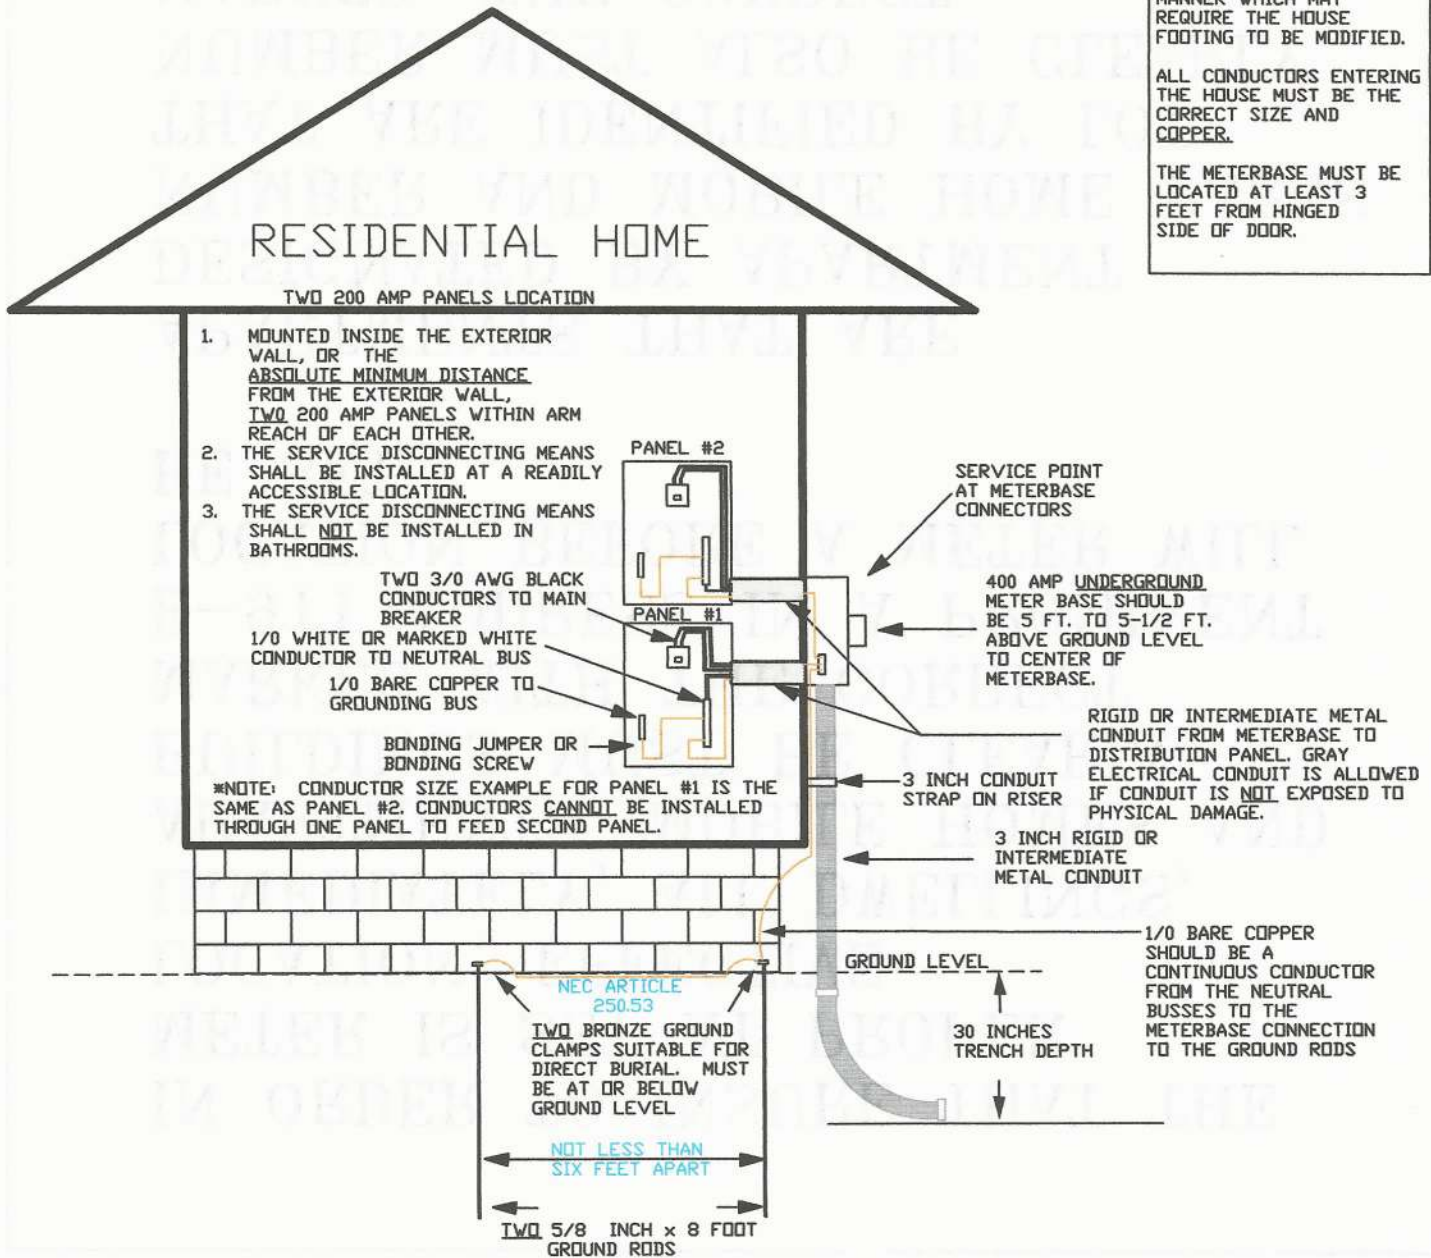 MANNER WHICH MAY
REQUIRE THE HOUSE
FOOTING TO BE MODIFIED.
ALL CONDUCTORS ENTERING
THE HOUSE MUST BE THE
CORRECT SIZE AND
COPPER.
THE METERBASE MUST BE
LOCATED AT LEAST 3
FEET FROM HINGED
SIDE OF DOOR.
RESIDENTIAL HOME
TWO 200 AMP PANELS LOCATION
1. MOUNTED INSIDE THE EXTERIOR
WALL, OR THE
ABSOLUTE MINIMUM DISTANCE
FROM THE EXTERIOR WALL,
TWO 200 AMP PANELS WITHIN ARM
REACH OF EACH OTHER.
2. THE SERVICE DISCONNECTING MEANS
SHALL BE INSTALLED AT A READILY
ACCESSIBLE LOCATION.
3. THE SERVICE DISCONNECTING MEANS
SHALL NOT BE INSTALLED IN
BATHROOMS.
PANEL #2
SERVICE POINT
AT METERBASE
CONNECTORS
TWO 3/0 AWG BLACK
CONDUCTORS TO MAIN
BREAKER
PANEL #1
1/0 WHITE OR MARKED WHITE
CONDUCTOR TO NEUTRAL BUS
1/0 BARE COPPER TO
GROUNDING BUS
BONDING JUMPER OR
BONDING SCREW
400 AMP UNDERGROUND
METER BASE SHOULD
BE 5 FT. TO 5-1/2 FT.
ABOVE GROUND LEVEL
TO CENTER OF
METERBASE.
RIGID OR INTERMEDIATE METAL
CONDUIT FROM METERBASE TO
DISTRIBUTION PANEL. GRAY
ELECTRICAL CONDUIT IS ALLOWED
IF CONDUIT IS NOT EXPOSED TO
PHYSICAL DAMAGE.
3 INCH CONDUIT
STRAP ON RISER
*NOTE: CONDUCTOR SIZE EXAMPLE FOR PANEL #1 IS THE
SAME AS PANEL #2. CONDUCTORS CANNOT BE INSTALLED
THROUGH ONE PANEL TO FEED SECOND PANEL.
3 INCH RIGID OR
INTERMEDIATE
METAL CONDUIT
1/0 BARE COPPER
SHOULD BE A
CONTINUOUS CONDUCTOR
FROM THE NEUTRAL
BUSSES TO THE
METERBASE CONNECTION
TO THE GROUND RODS
GROUND LEVEL
NEC ARTICLE
250.53
TWO BRONZE GROUND
CLAMPS SUITABLE FOR
DIRECT BURIAL. MUST
BE AT OR BELOW
GROUND LEVEL
30 INCHES
TRENCH DEPTH
NOT LESS THAN
SIX FEET APART
TWO 5/8 INCH x 8 FOOT
GROUND RODS